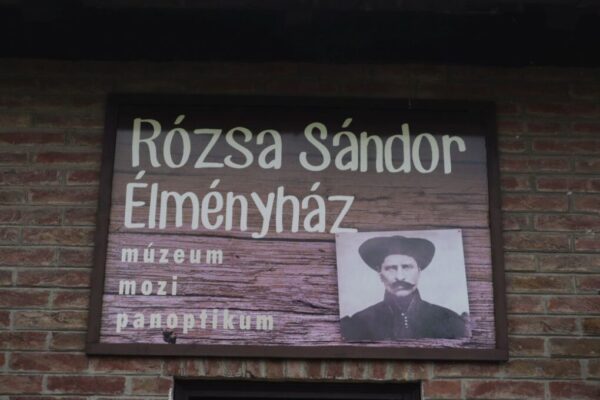 Rózsa Sándor
Élményház
múzeum
mozi
panoptikum